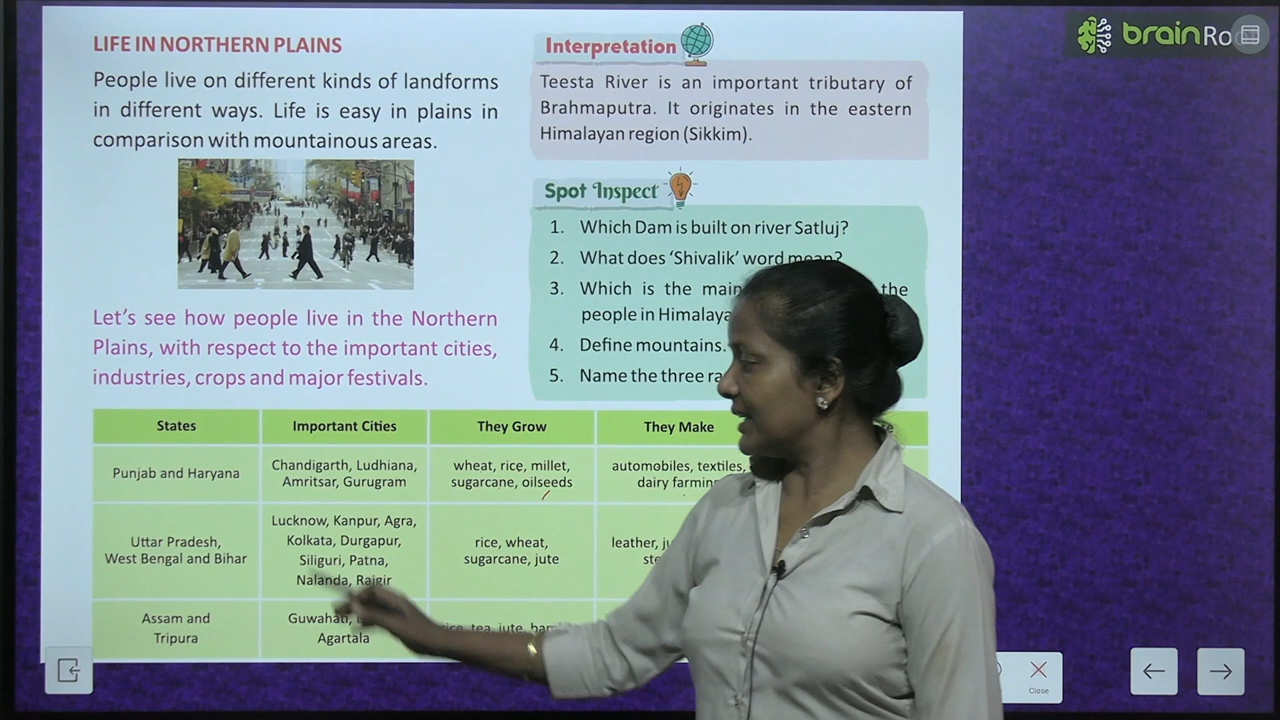 LIFE IN NORTHERN PLAINS
People live on different kinds of landforms
in different ways. Life is easy in plains in
comparison with mountainous areas.
Let's see how people live in the Northern
Plains, with respect to the important cities,
industries, crops and major festivals.
Interpretation
Teesta River is an important tributary of
Brahmaputra. It originates in the eastern
Himalayan region (Sikkim).
Spot Inspect
1. Which Dam is built on river Satluj?
2. What does 'Shivalik' word mean?
3. Which is the main the
people in
4. Define mountains.
5. Name the three
States Important Cities They Grow They Make
Punjab and Haryana
Chandigarth, Ludhiana,
Amritsar, Gurugram
wheat, rice, millet,
sugarcane, oilseeds
automobiles, textiles,
dairy
Uttar Pradesh,
West Bengal and Bihar
Lucknow, Kanpur, Agra,
Kolkata, Durgapur,
Siliguri, Patna,
Nalanda, Rajgir
rice, wheat,
sugarcane, jute
leather,
Assam and
Tripura
Guwahati,
Agartala
rice, tea, jute,
brain
Close